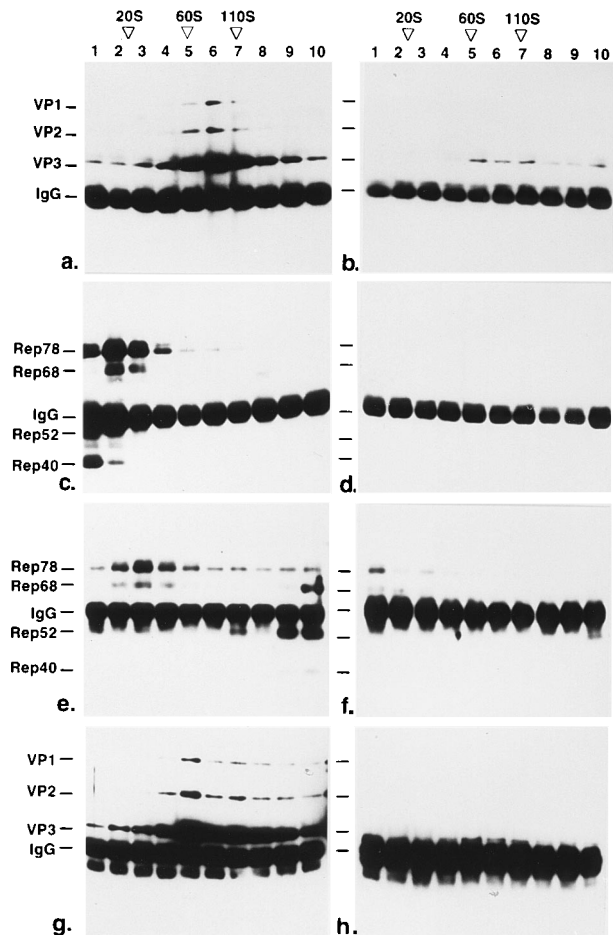 20S 60S 110S 20S 60S 110S
1 2 3 4 5 6 7 8 9 10 1 2 3 4 5 6 7 8 9 10
VP1
VP2
VP3
IgG
a. b.
Rep78
Rep68
IgG
Rep52
Rep40
c. d.
Rep78
Rep68
IgG
Rep52
Rep40
e. f.
VP1
VP2
VP3
IgG
g. h.